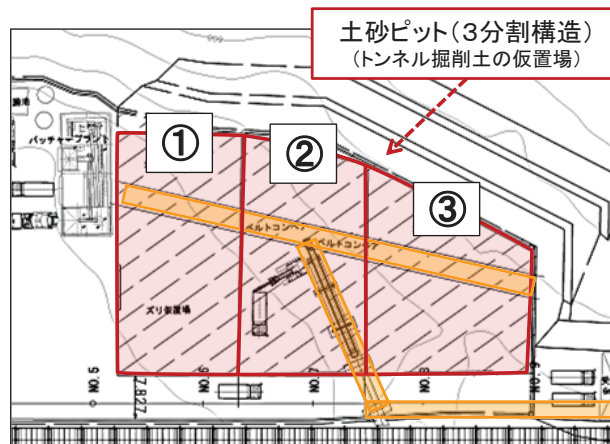 土砂ピット(３分割構造)
(トンネル掘削土の仮置場)
①
②
③
バッチャープラント
ベルトコンベア
ベルトコンベア
ズリ仮置場
NO.5
NO.6
NO.7
NO.8
NO.9
7.827